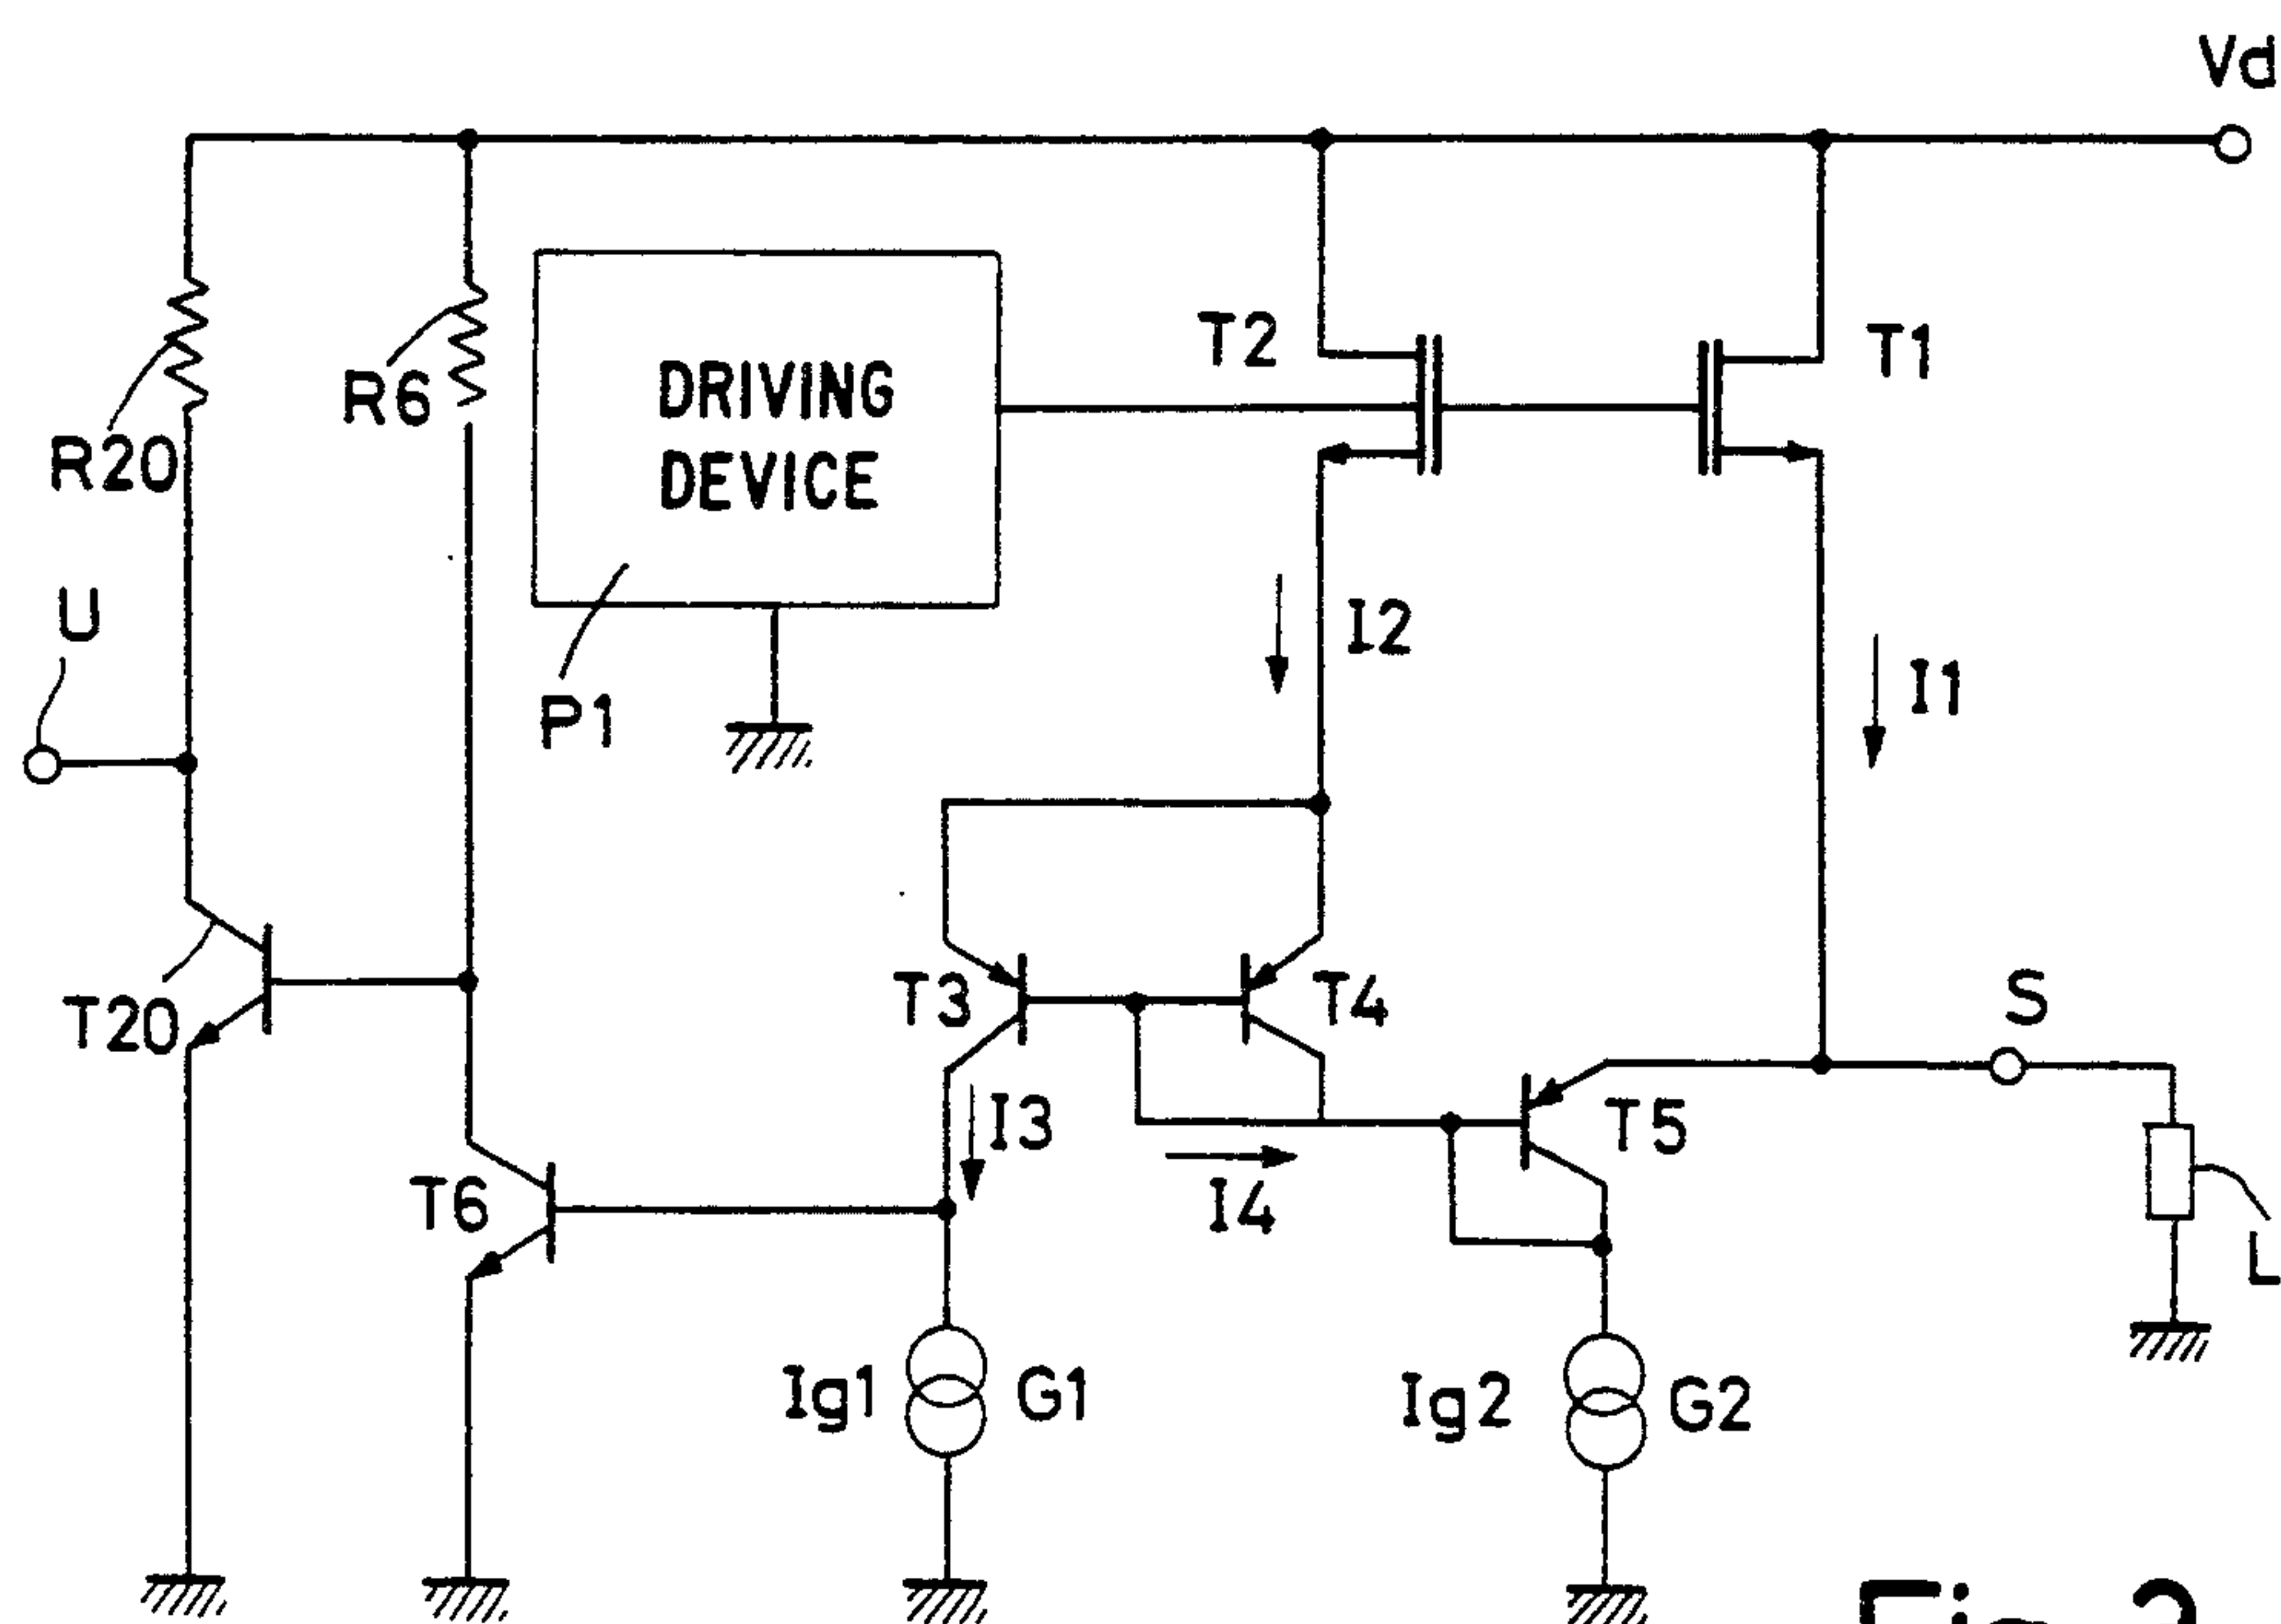 Vd
T2
T1
R6
DRIVING
DEVICE
R20
U
I2
I1
P1
S
T3
T4
T20
I3
T5
T6
I4
L
Ig1
G1
Ig2
G2